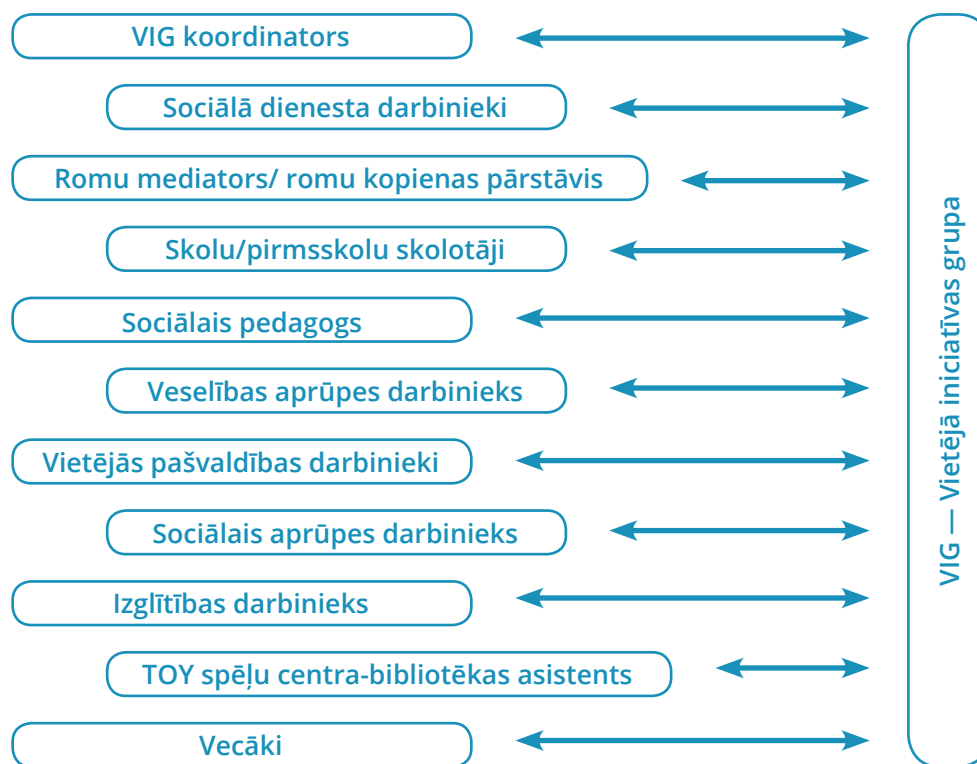 VIG koordinators
Sociālā dienesta darbinieki
Romu mediators/ romu kopienas pārstāvis
Skolu/pirmsskolu skolotāji
Sociālais pedagogs
Veselības aprūpes darbinieks
Vietējās pašvaldības darbinieki
Sociālais aprūpes darbinieks
Izglītības darbinieks
TOY spēļu centra-bibliotēkas asistents
Vecāki
VIG — Vietējā iniciatīvas grupa